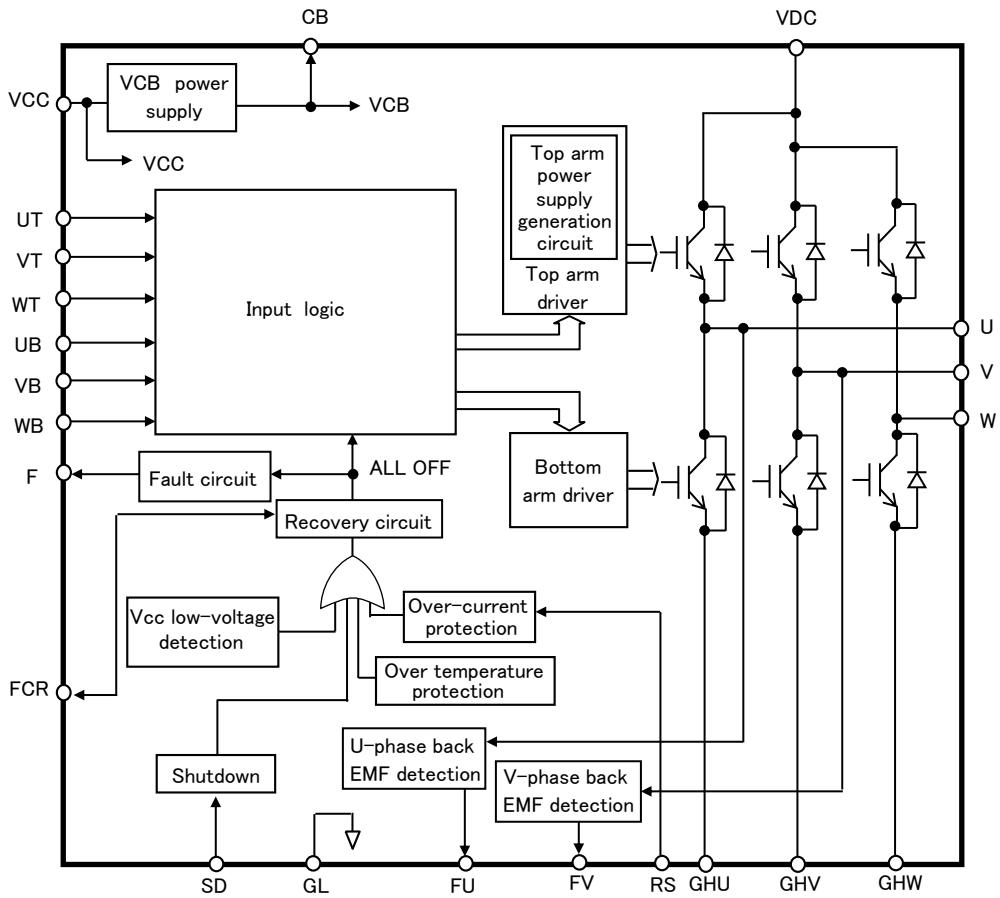 CB
VDC
VCC
VCB power
supply
VCB
VCC
UT
VT
WT
UB
VB
WB
Input logic
Top arm
power
supply
generation
circuit
Top arm
driver
U
V
W
Bottom
arm driver
F
Fault circuit
ALL OFF
Recovery circuit
Vcc low-voltage
detection
Over-current
protection
Over temperature
protection
FCR
Shutdown
U-phase back
EMF detection
V-phase back
EMF detection
SD
GL
FU
FV
RS
GHU
GHV
GHW